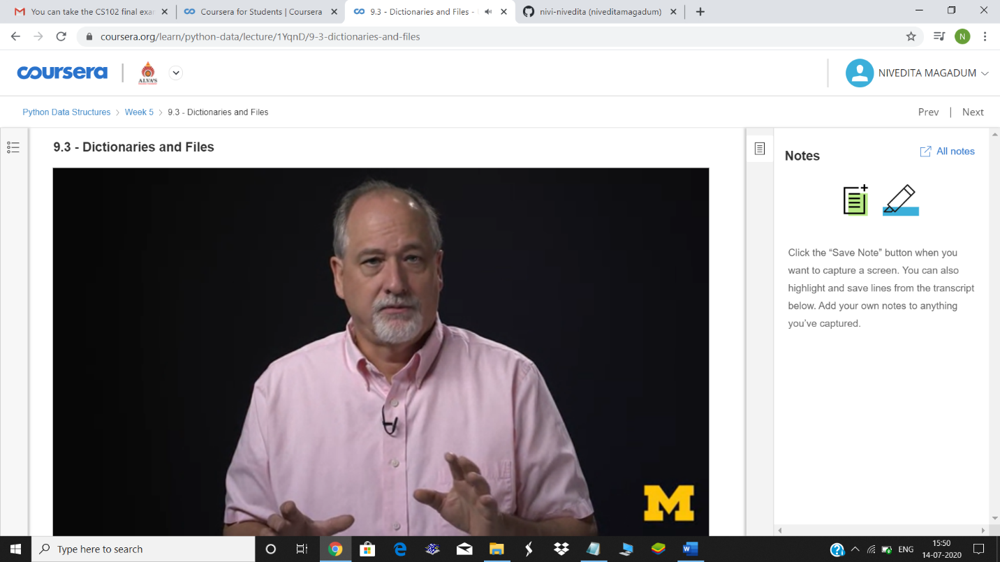 You can take the CS102 final exa
Coursera for Students | Coursera
9.3 - Dictionaries and Files -
nivi-nivedita (niveditamagadum)
coursera.org/learn/python-data/lecture/1YqnD/9-3-dictionaries-and-files
N
coursera
ALVA'S
NIVEDITA MAGADUM
Python Data Structures > Week 5 > 9.3 - Dictionaries and Files
Prev | Next
9.3 - Dictionaries and Files
M
Notes
All notes
Click the “Save Note” button when you
want to capture a screen. You can also
highlight and save lines from the transcript
below. Add your own notes to anything
you’ve captured.
Type here to search
ENG
15:50
14-07-2020